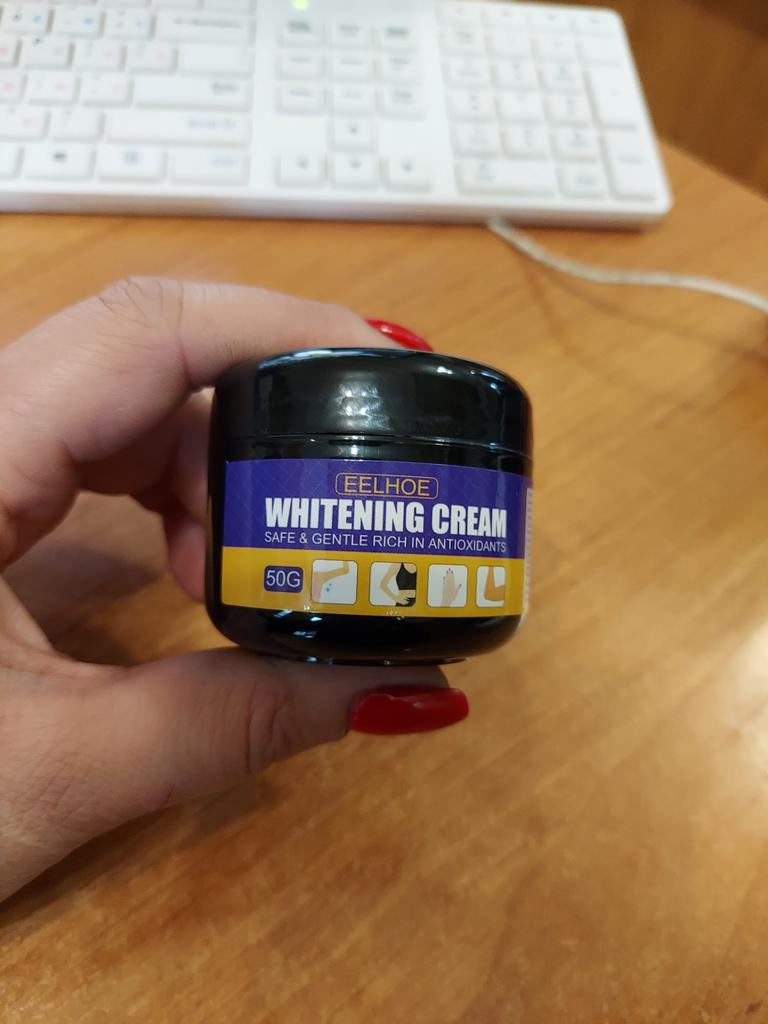 EELHOE
WHITENING CREAM
SAFE & GENTLE RICH IN ANTIOXIDANTS
50G